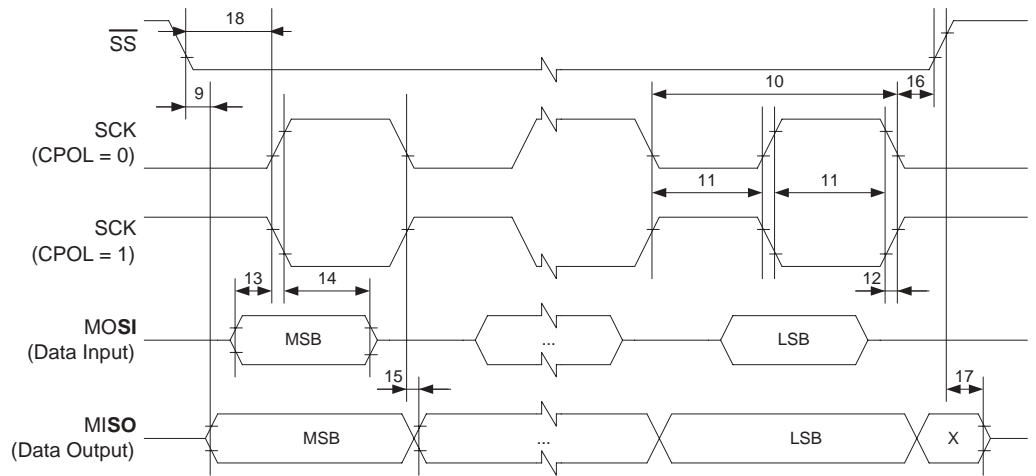 SS
18
9
10
16
SCK
(CPOL = 0)
11
11
SCK
(CPOL = 1)
13
14
12
MOSI
(Data Input)
MSB
...
LSB
15
17
MISO
(Data Output)
MSB
...
LSB
X